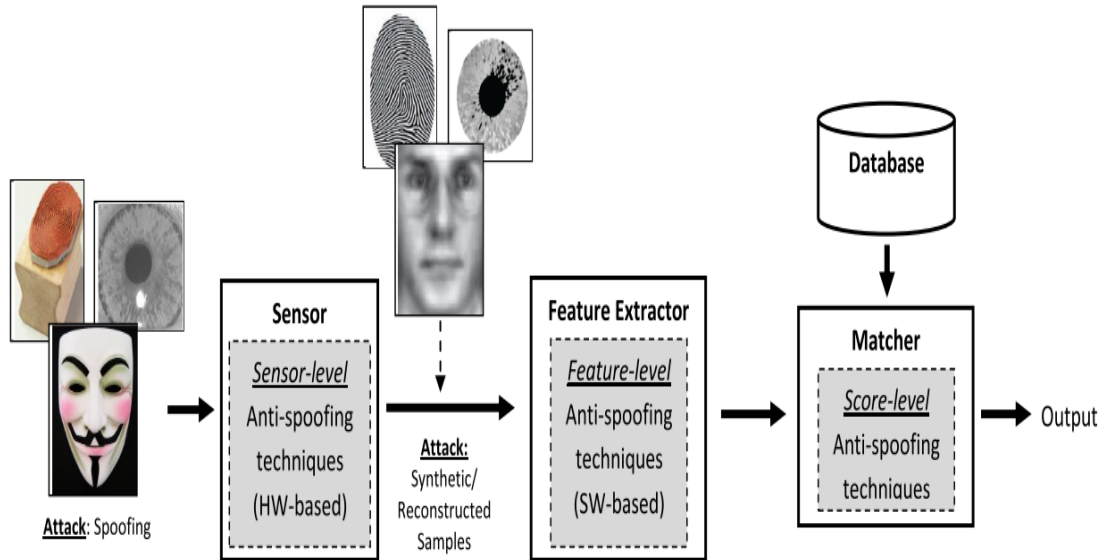 Attack: Spoofing
Sensor
Sensor-level
Anti-spoofing
techniques
(HW-based)
Attack:
Synthetic/
Reconstructed
Samples
Feature Extractor
Feature-level
Anti-spoofing
techniques
(SW-based)
Database
Matcher
Score-level
Anti-spoofing
techniques
Output